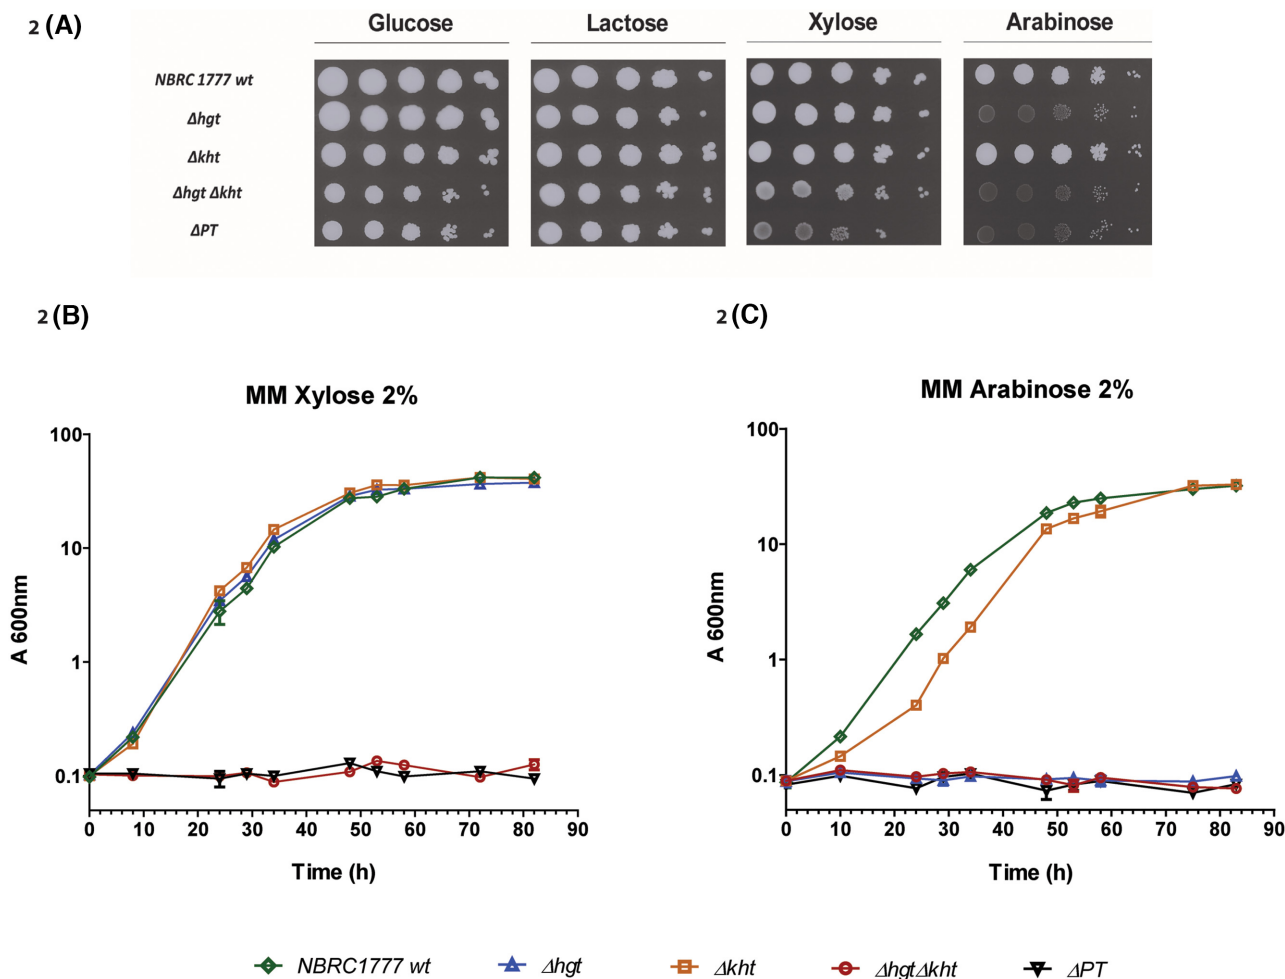 2 (A)
Glucose Lactose Xylose Arabinose
NBRC 1777 wt
Δhgt
Δkht
Δhgt Δkht
ΔPT
2 (B) 2 (C)
MM Xylose 2%
MM Arabinose 2%
100
10
1
0.1
A 600nm
0 10 20 30 40 50 60 70 80 90
Time (h)
100
10
1
0.1
A 600nm
0 10 20 30 40 50 60 70 80 90
Time (h)
NBRC1777 wt Δhgt Δkht ΔhgtΔkht ΔPT